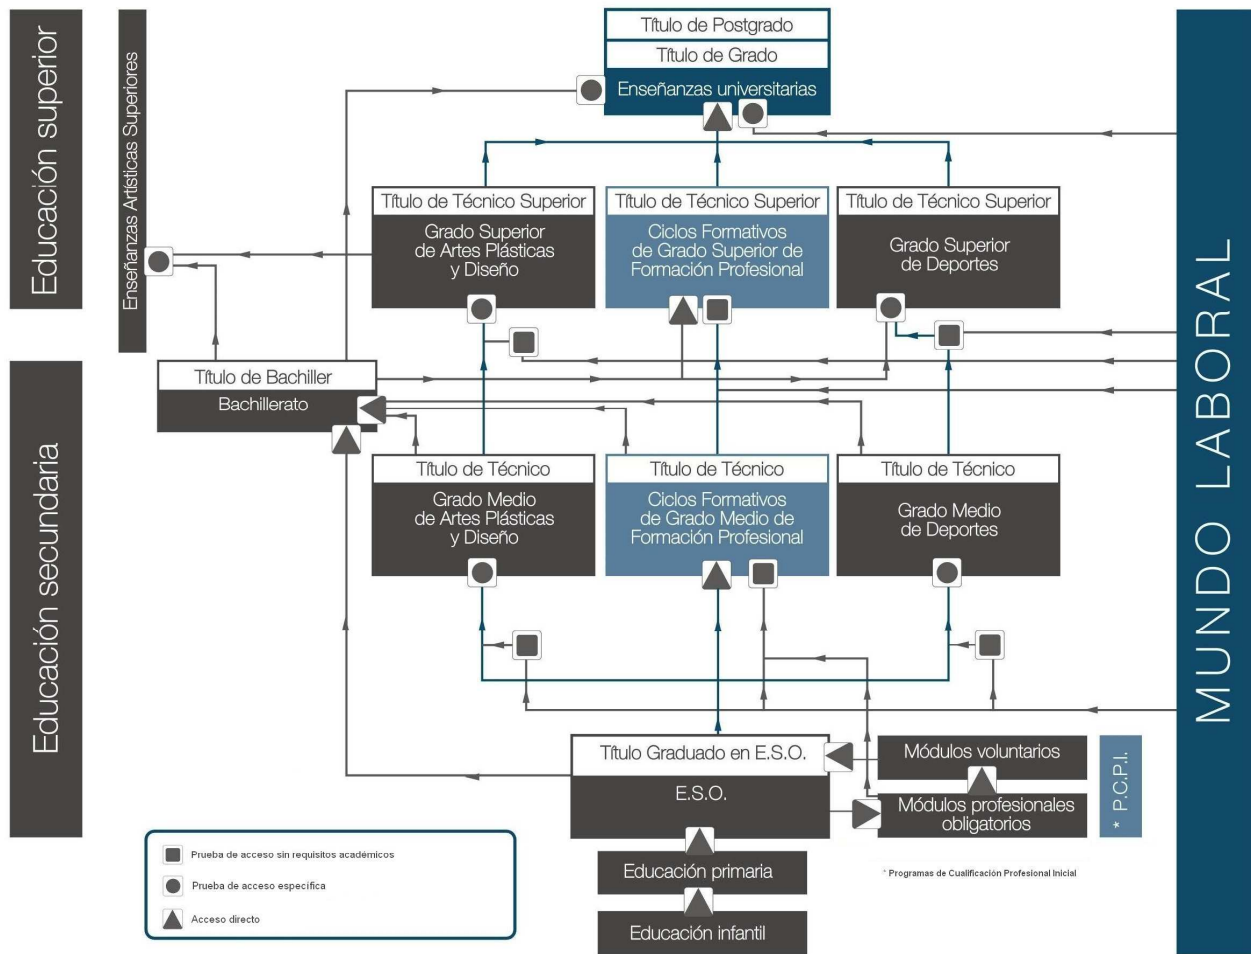 Educación superior
Enseñanzas Artísticas Superiores
Título de Postgrado
Título de Grado
Enseñanzas universitarias
Título de Técnico Superior
Grado Superior
de Artes Plásticas
y Diseño
Título de Técnico Superior
Ciclos Formativos
de Grado Superior de
Formación Profesional
Título de Técnico Superior
Grado Superior
de Deportes
MUNDO LABORAL
Educación secundaria
Título de Bachiller
Bachillerato
Título de Técnico
Grado Medio
de Artes Plásticas
y Diseño
Título de Técnico
Ciclos Formativos
de Grado Medio de
Formación Profesional
Título de Técnico
Grado Medio
de Deportes
Título Graduado en E.S.O.
E.S.O.
Módulos voluntarios
Módulos profesionales
obligatorios
* P.C.P.I.
Educación primaria
Educación infantil
* Programas de Cualificación Profesional Inicial
Prueba de acceso sin requisitos académicos
Prueba de acceso específica
Acceso directo